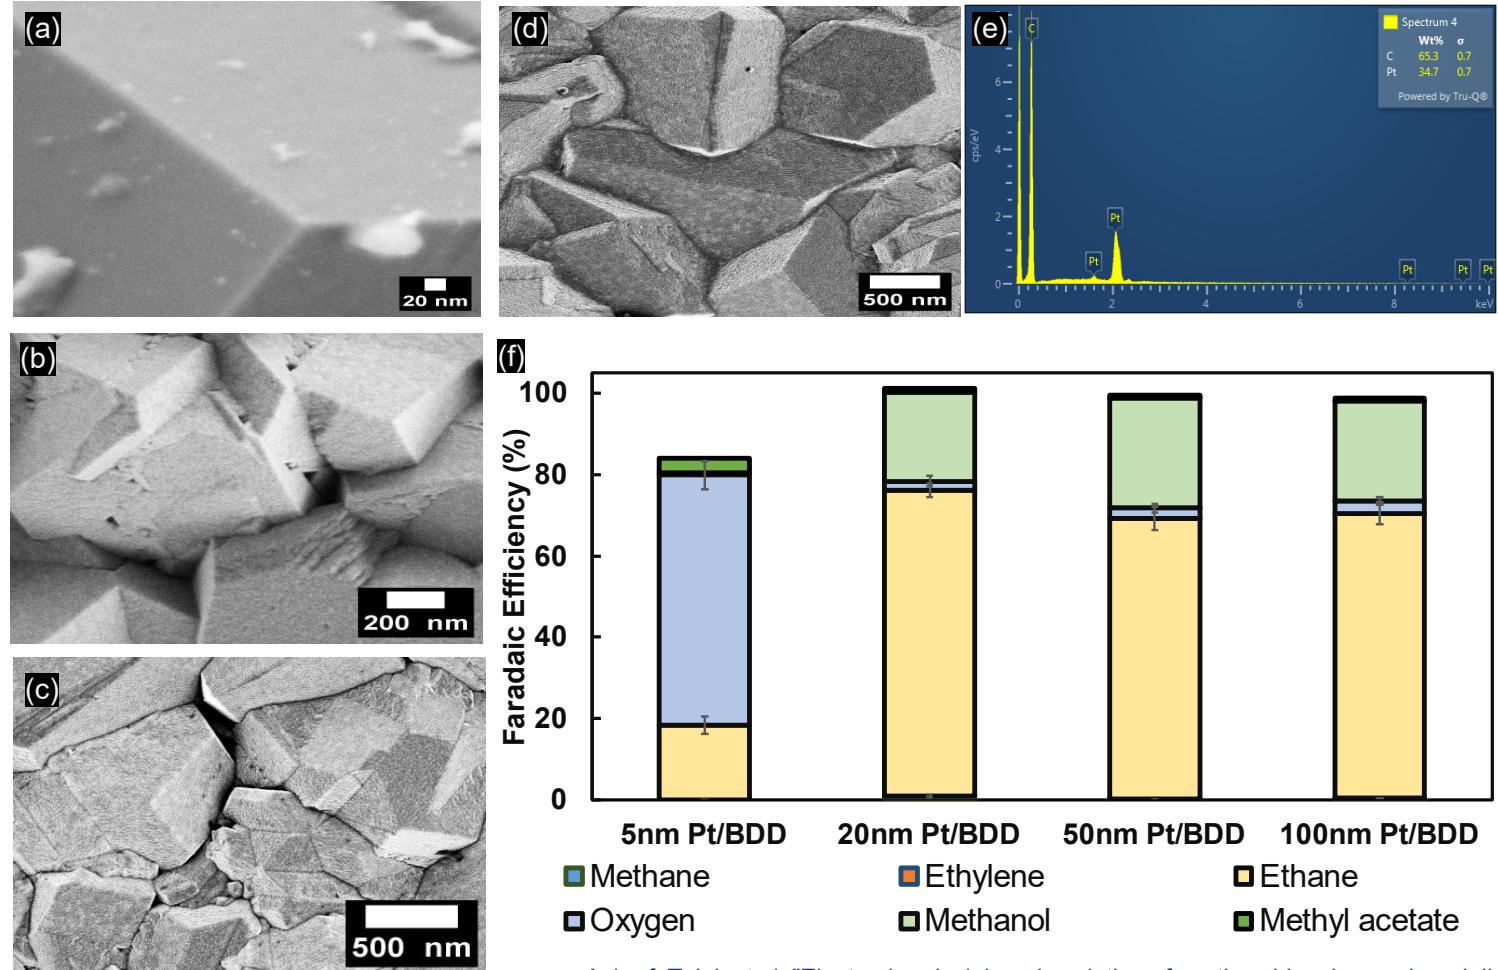 (a)
20 nm
(b)
200 nm
(c)
500 nm
(d)
500 nm
(e)
C
Pt
Pt
Pt
Pt
Pt
cps/eV
6
4
2
0
0
2
4
6
8
keV
Spectrum 4
Wt% σ
C 65.3 0.7
Pt 34.7 0.7
Powered by Tru-Q®
(f)
Faradaic Efficiency (%)
100
80
60
40
20
0
5nm Pt/BDD 20nm Pt/BDD 50nm Pt/BDD 100nm Pt/BDD
Methane Ethylene Ethane
Oxygen Methanol Methyl acetate